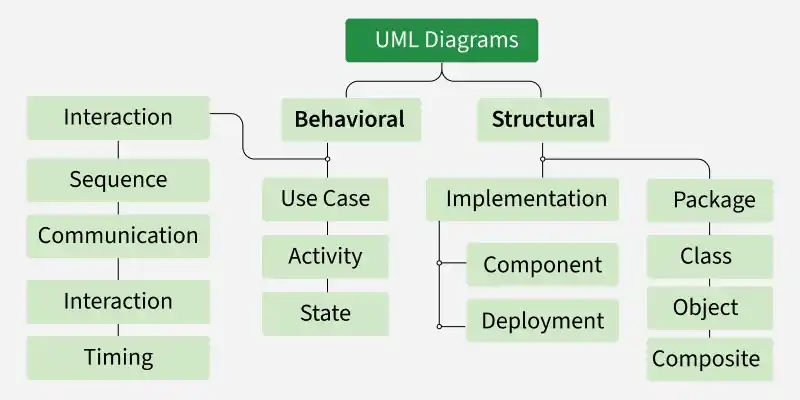 UML Diagrams
Behavioral
Structural
Interaction
Sequence
Communication
Interaction
Timing
Use Case
Activity
State
Implementation
Component
Deployment
Package
Class
Object
Composite